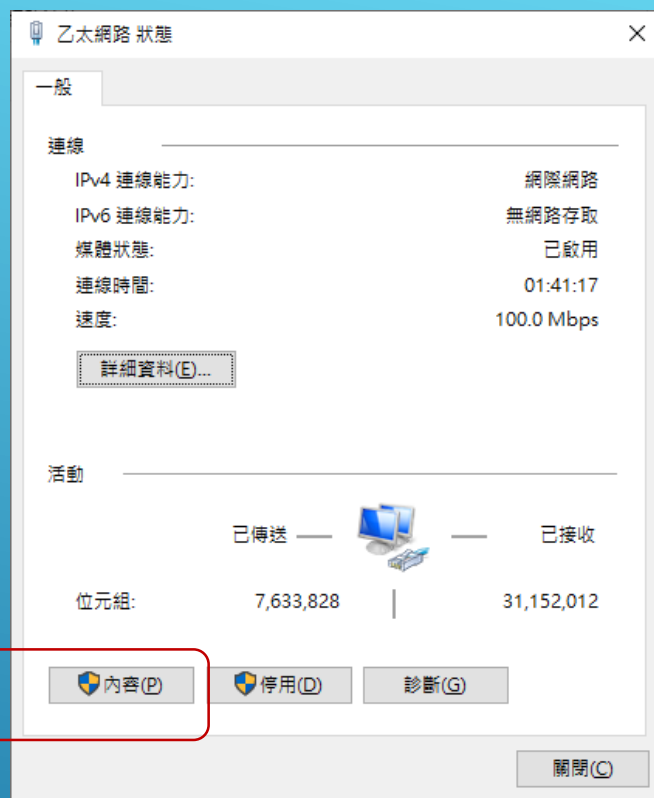 乙太網路 狀態
一般
連線
IPv4 連線能力: 網際網路
IPv6 連線能力: 無網路存取
媒體狀態: 已啟用
連線時間: 01:41:17
速度: 100.0 Mbps
詳細資料(E)...
活動
已傳送 已接收
位元組: 7,633,828 31,152,012
內容(P) 停用(D) 診斷(G)
關閉(C)